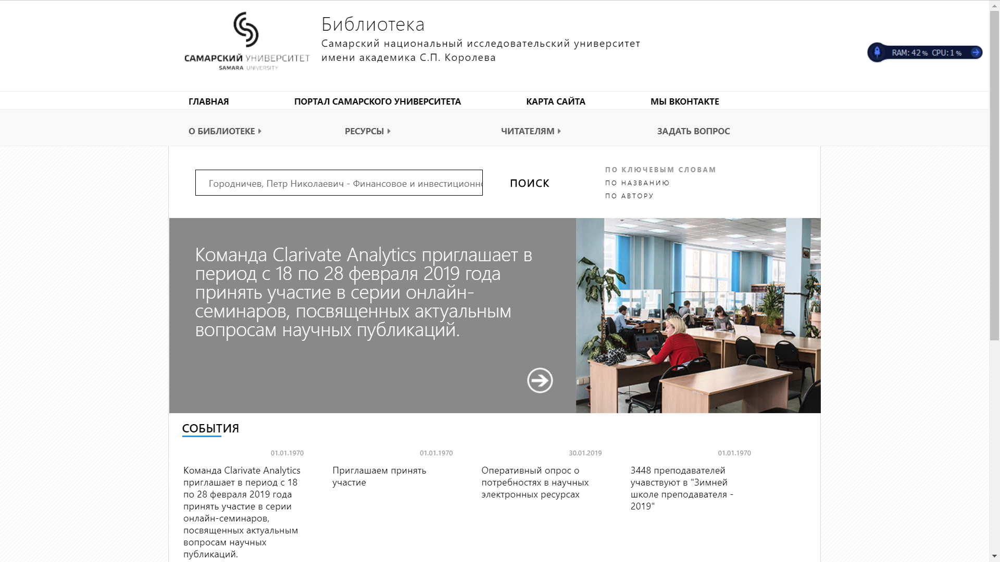 Библиотека
Самарский национальный исследовательский университет
имени академика С.П. Королева
САМАРСКИЙ УНИВЕРСИТЕТ
SAMARA UNIVERSITY
RAM: 42 % CPU: 1 %
ГЛАВНАЯ
ПОРТАЛ САМАРСКОГО УНИВЕРСИТЕТА
КАРТА САЙТА
МЫ ВКОНТАКТЕ
О БИБЛИОТЕКЕ
РЕСУРСЫ
ЧИТАТЕЛЯМ
ЗАДАТЬ ВОПРОС
Городничев, Петр Николаевич - Финансовое и инвестиционн
ПОИСК
ПО КЛЮЧЕВЫМ СЛОВАМ
ПО НАЗВАНИЮ
ПО АВТОРУ
Команда Clarivate Analytics приглашает в
период с 18 по 28 февраля 2019 года
принять участие в серии онлайн-
семинаров, посвященных актуальным
вопросам научных публикаций.
СОБЫТИЯ
01.01.1970
Команда Clarivate Analytics
приглашает в период с 18
по 28 февраля 2019 года
принять участие в серии
онлайн-семинаров,
посвященных актуальным
вопросам научных
публикаций.
01.01.1970
Приглашаем принять
участие
30.01.2019
Оперативный опрос о
потребностях в научных
электронных ресурсах
01.01.1970
3448 преподавателей
учавствуют в "Зимней
школе преподавателя -
2019"